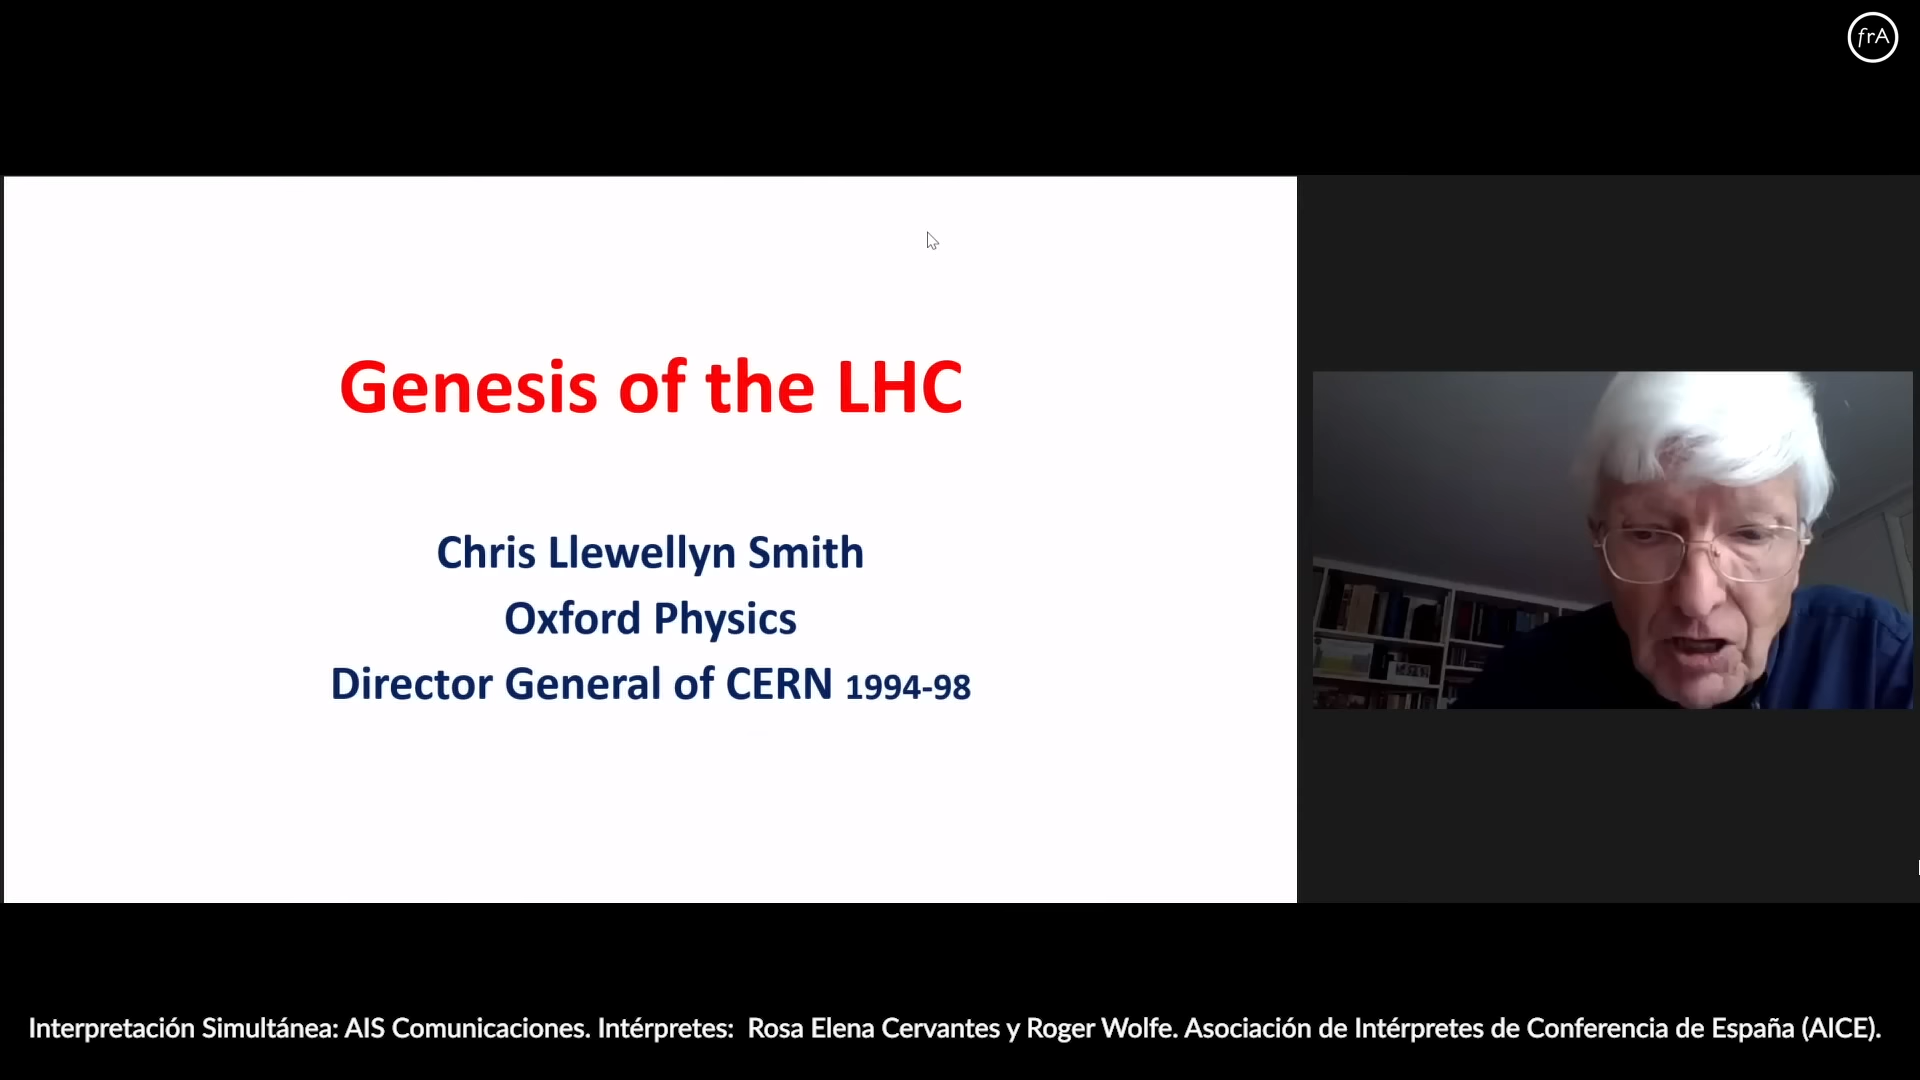 frA
Genesis of the LHC
Chris Llewellyn Smith
Oxford Physics
Director General of CERN 1994-98
Interpretación Simultánea: AIS Comunicaciones. Intérpretes:  Rosa Elena Cervantes y Roger Wolfe. Asociación de Intérpretes de Conferencia de España (AICE).